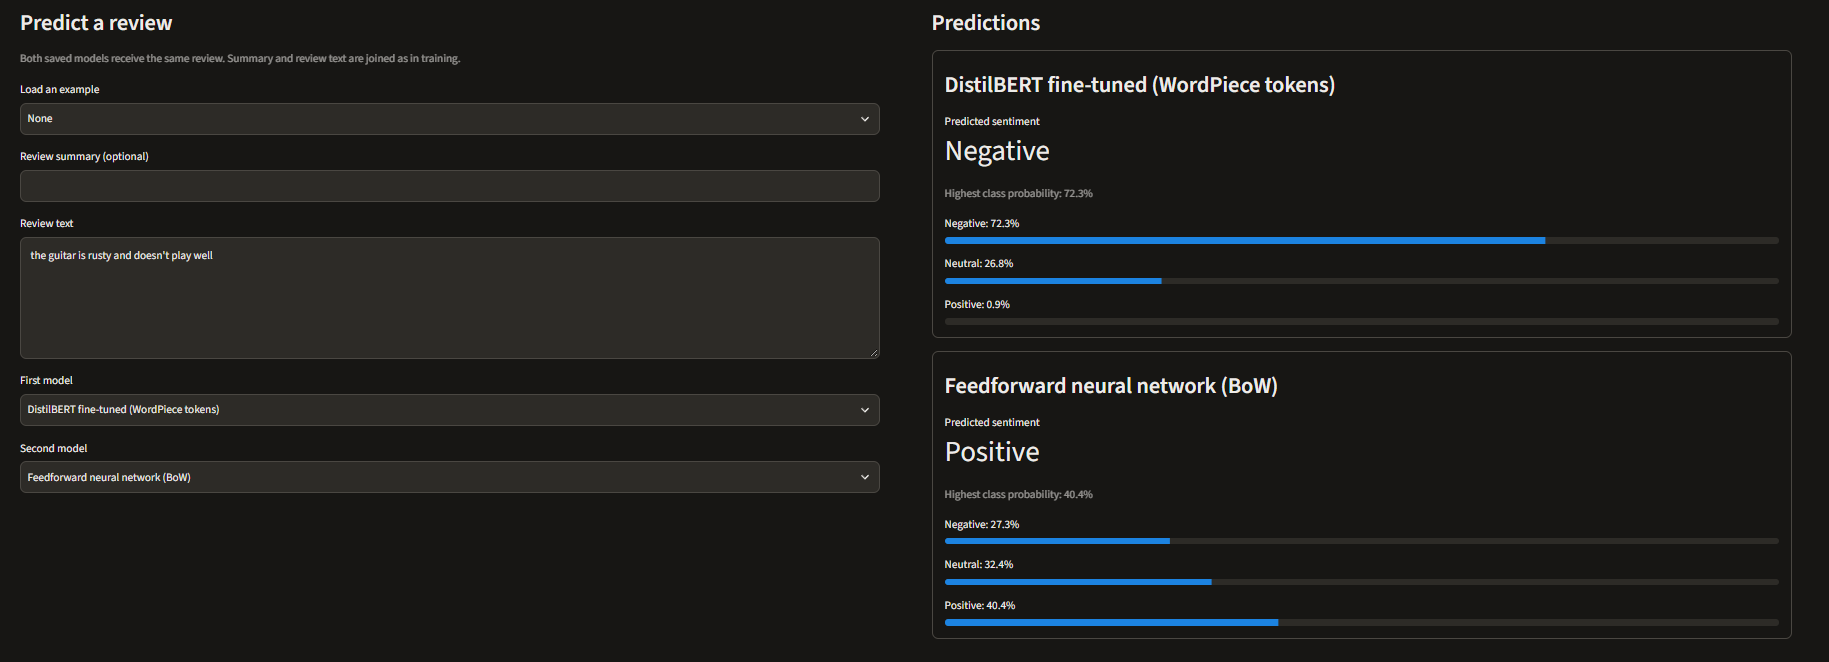 Predict a review
Both saved models receive the same review. Summary and review text are joined as in training.
Load an example
None
Review summary (optional)
Review text
the guitar is rusty and doesn't play well
First model
DistilBERT fine-tuned (WordPiece tokens)
Second model
Feedforward neural network (BoW)
Predictions
DistilBERT fine-tuned (WordPiece tokens)
Predicted sentiment
Negative
Highest class probability: 72.3%
Negative: 72.3%
Neutral: 26.8%
Positive: 0.9%
Feedforward neural network (BoW)
Predicted sentiment
Positive
Highest class probability: 40.4%
Negative: 27.3%
Neutral: 32.4%
Positive: 40.4%